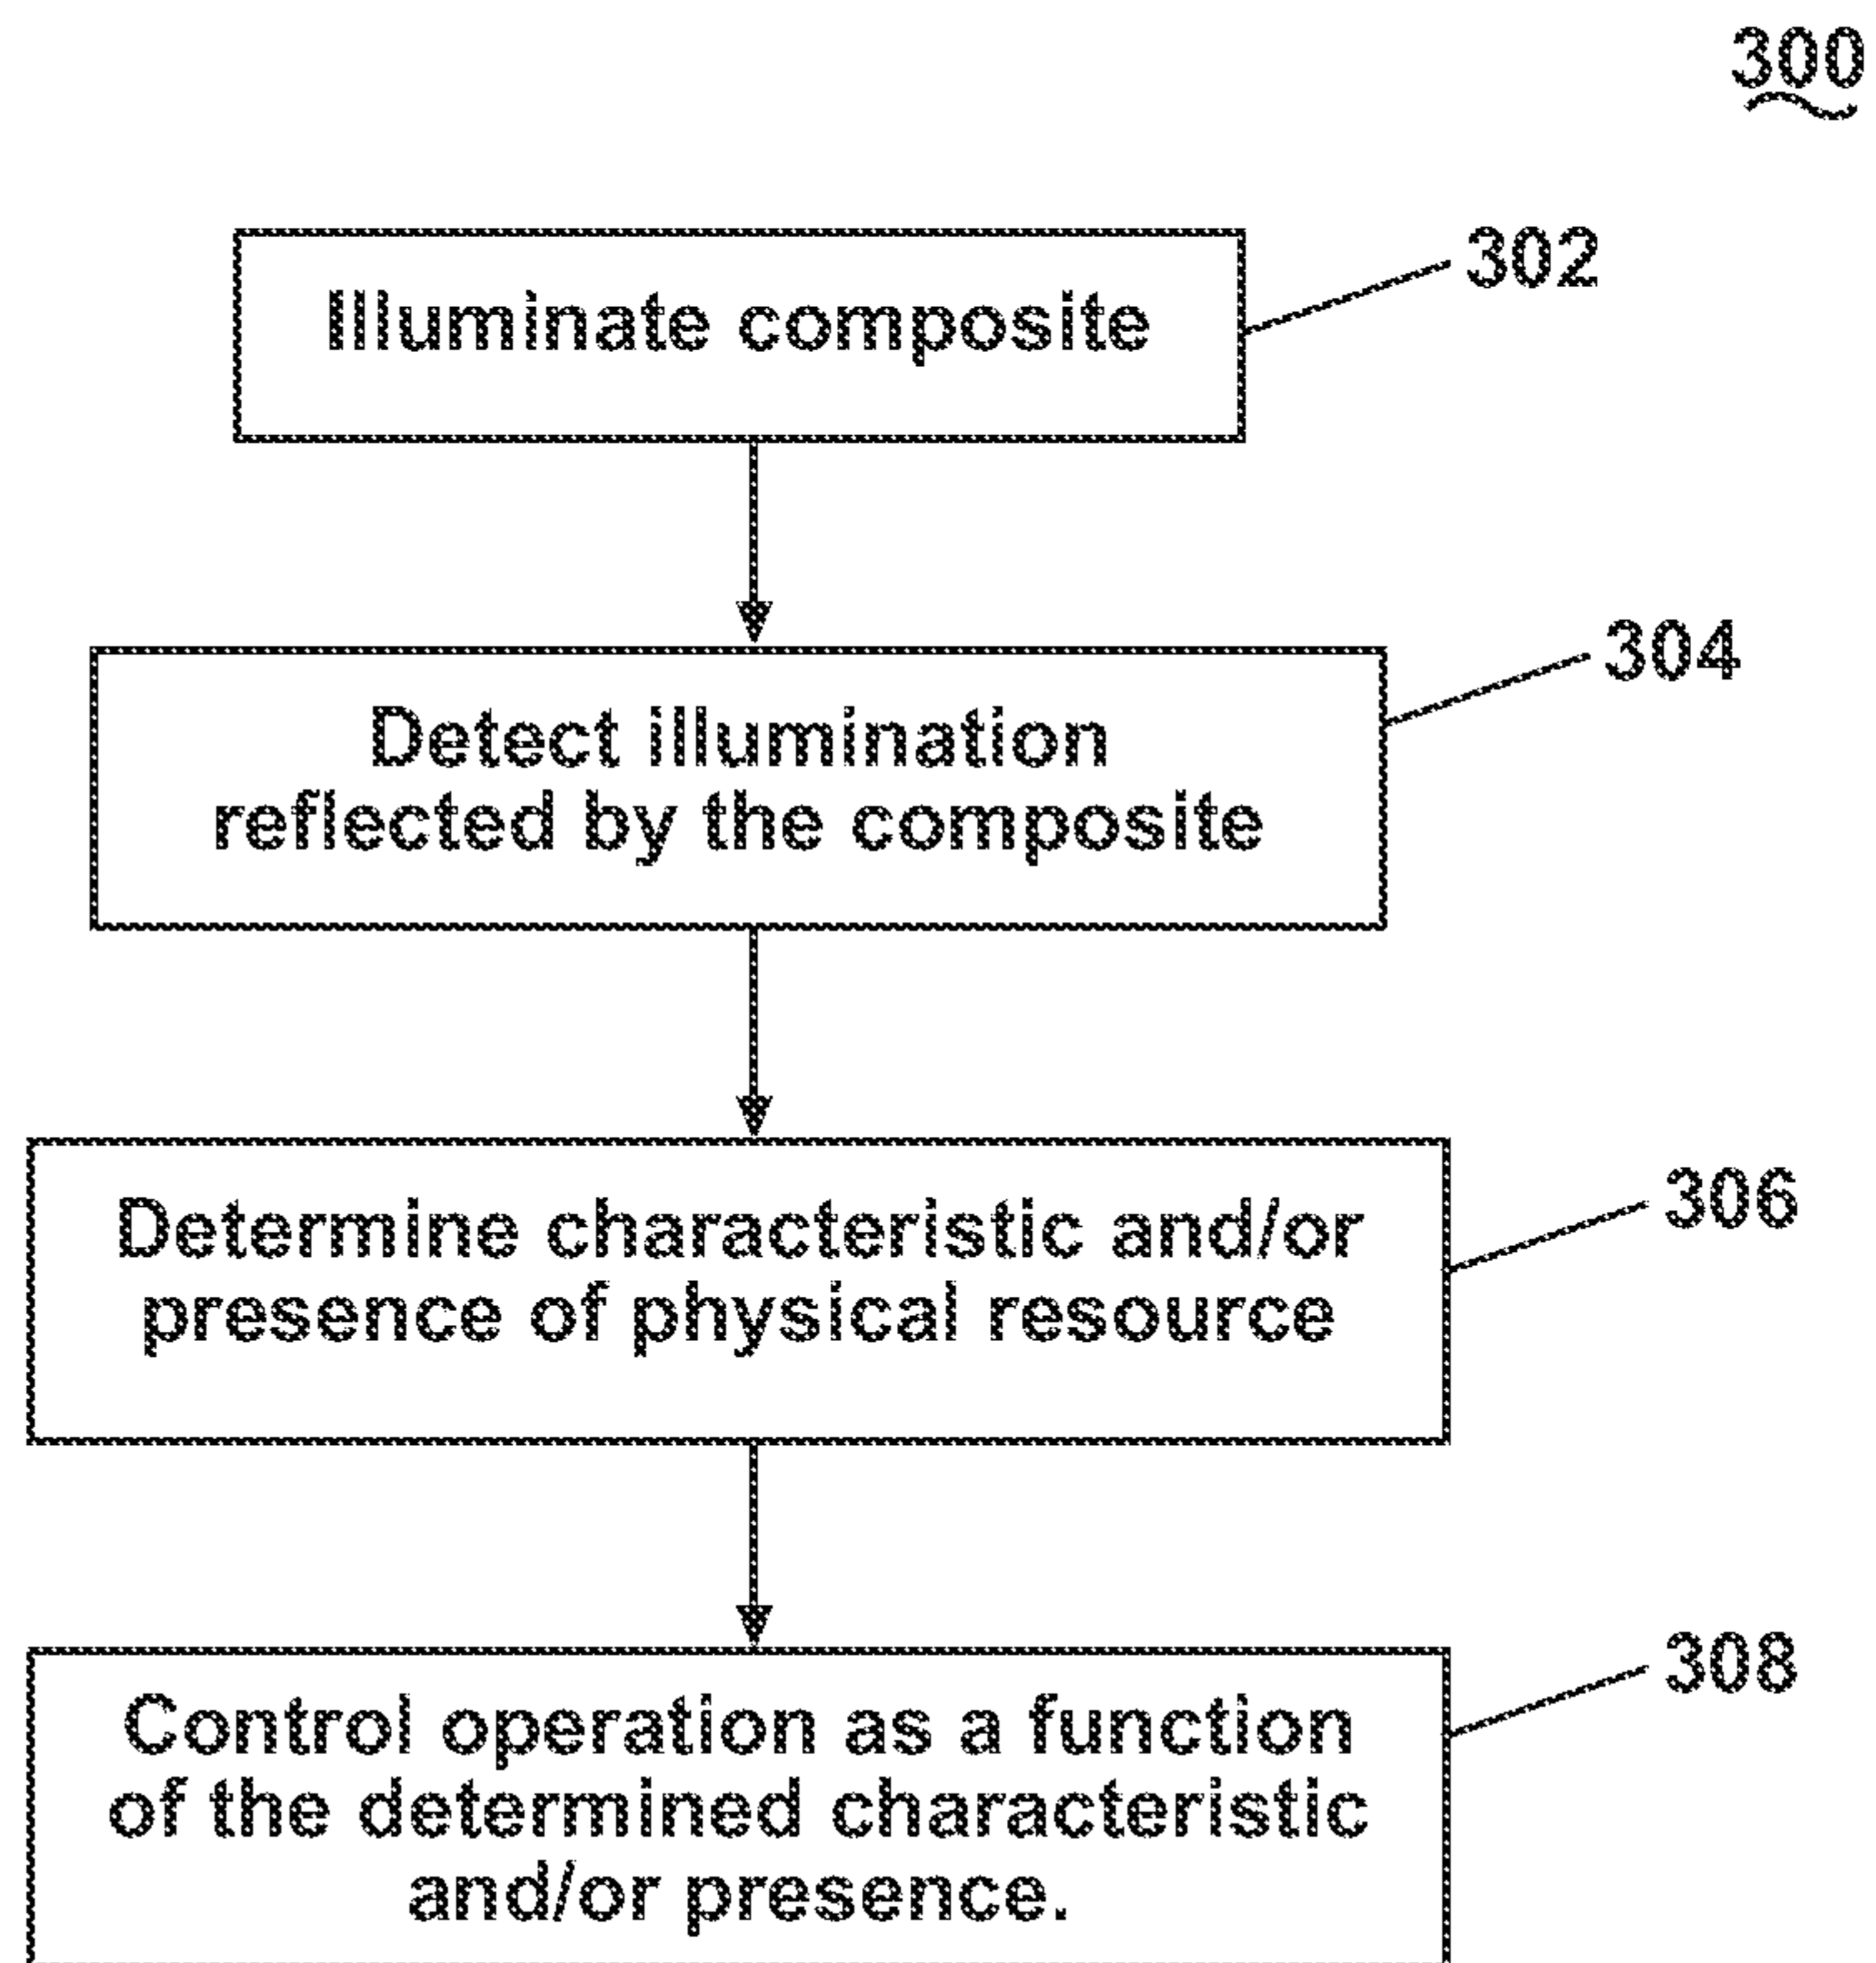 300
Illuminate composite
302
Detect illumination
reflected by the composite
304
Determine characteristic and/or
presence of physical resource
306
Control operation as a function
of the determined characteristic
and/or presence.
308